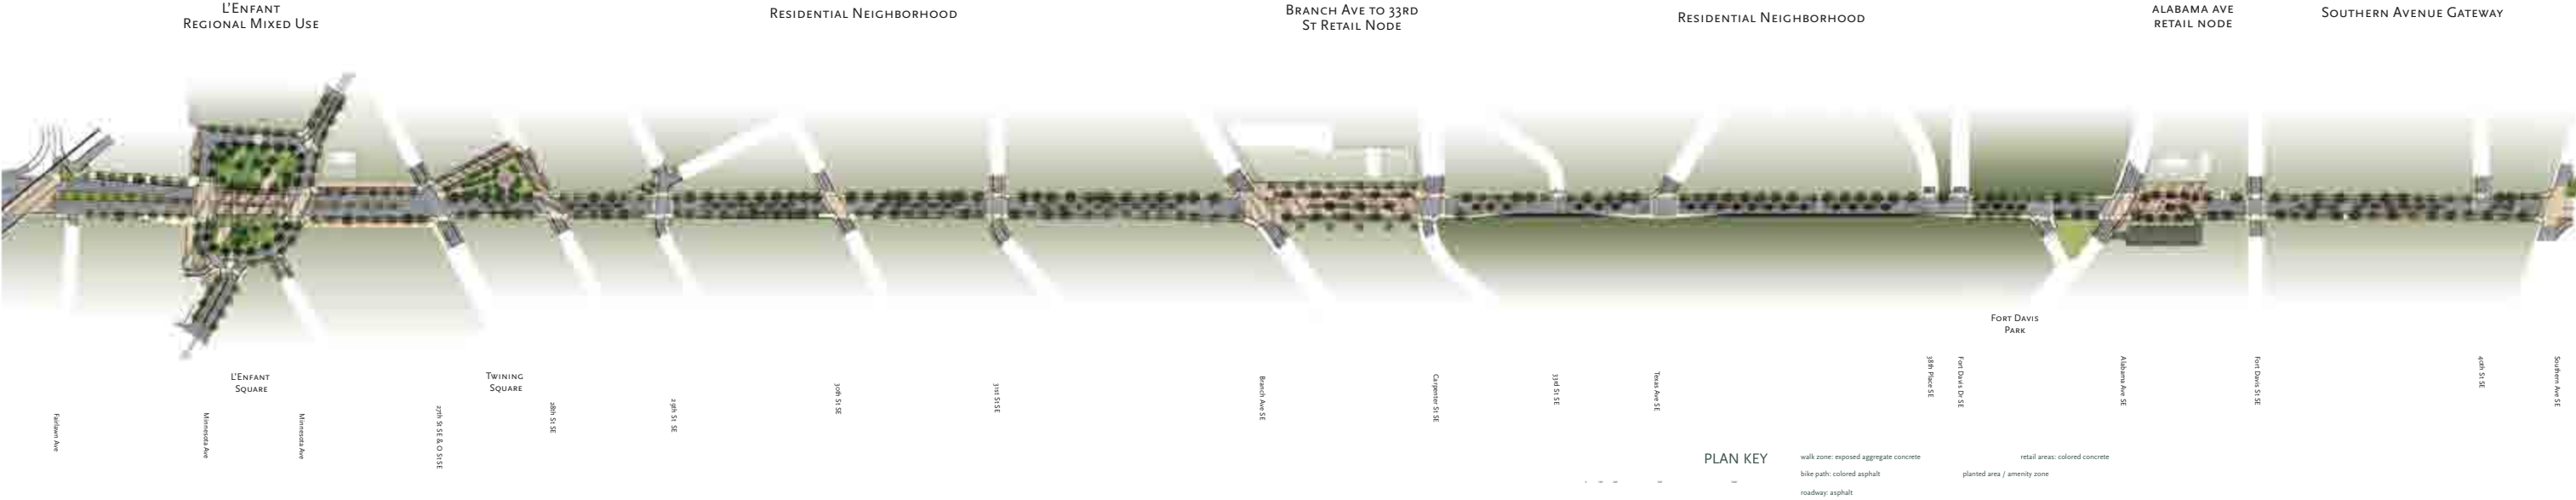 L'Enfant
Regional Mixed Use
Residential Neighborhood
Branch Ave to 33rd
St Retail Node
Residential Neighborhood
Alabama Ave
Retail Node
Southern Avenue Gateway
Fort Davis
Park
L'Enfant
Square
Twining
Square
Fairlawn Ave
Minnesota Ave
Minnesota Ave
27th St SE & O St SE
28th St SE
29th St SE
30th St SE
31st St SE
Branch Ave SE
Carpenter St SE
33rd St SE
Texas Ave SE
38th Place SE
Fort Davis Dr SE
Alabama Ave SE
Fort Davis St SE
40th St SE
Southern Ave SE
PLAN KEY
walk zone: exposed aggregate concrete
retail areas: colored concrete
bike path: colored asphalt
planted area / amenity zone
roadway: asphalt